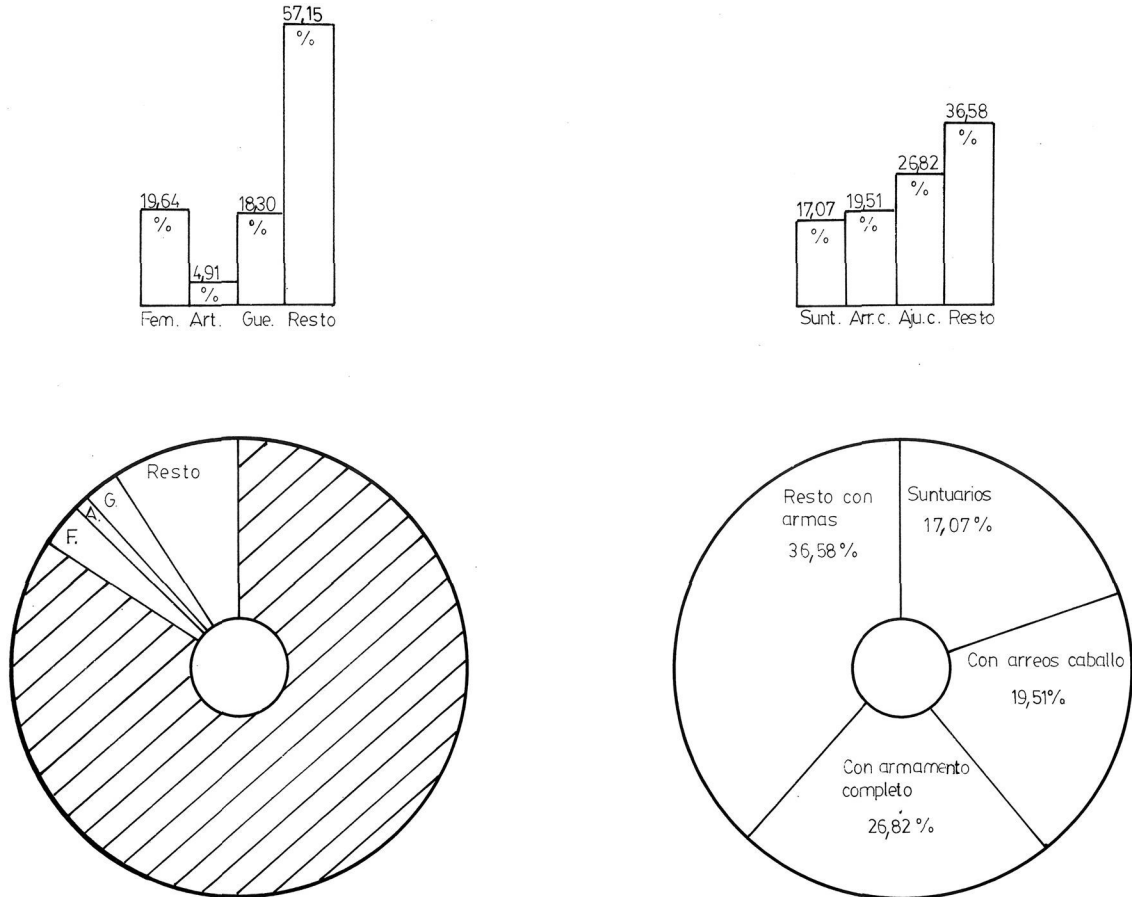 57,15
%
19,64
%
4,91
%
18,30
%
Fem. Art. Gue. Resto
36,58
%
26,82
%
19,51
%
17,07
%
Sunt. Arr.c. Aju.c. Resto
Resto
G.
A.
F.
Resto con
armas
36,58%
Suntuarios
17,07%
Con arreos caballo
19,51%
Con armamento
completo
26,82%